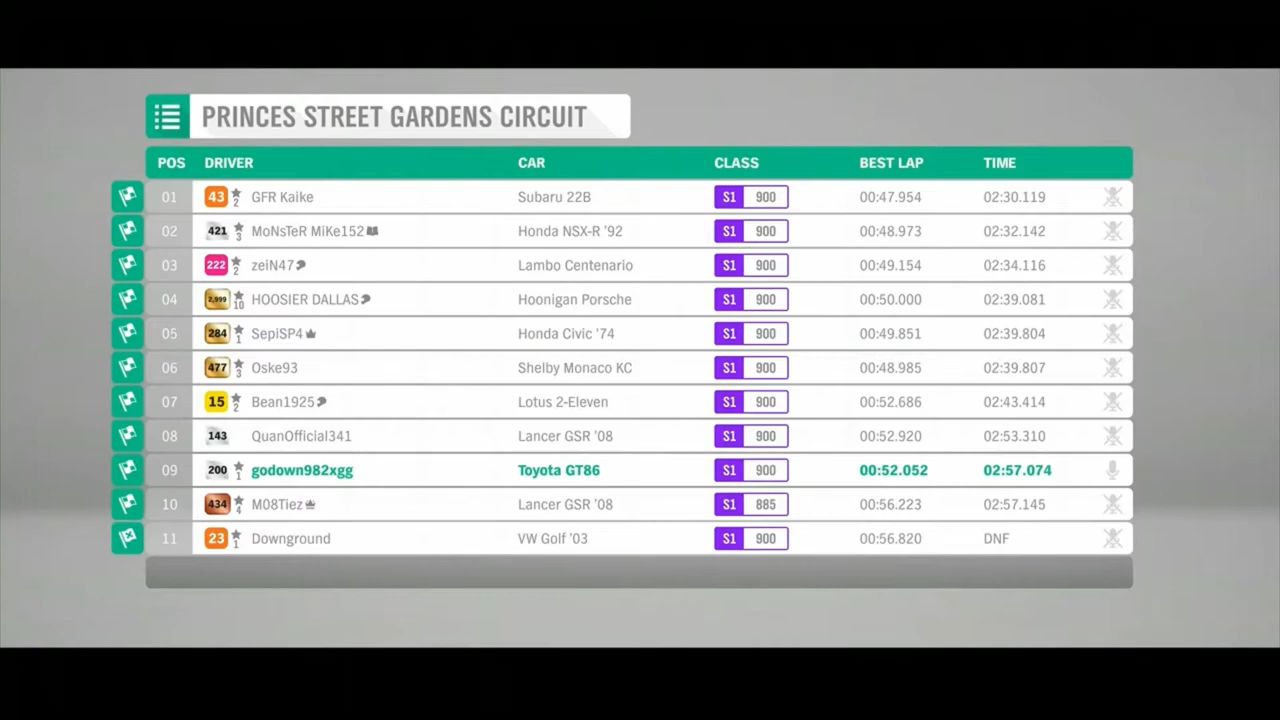 PRINCES STREET GARDENS CIRCUIT
POS DRIVER CAR CLASS BEST LAP TIME
01 43 2 GFR Kaike Subaru 22B S1 900 00:47.954 02:30.119
02 421 3 MoNsTeR MiKe152 Honda NSX-R '92 S1 900 00:48.973 02:32.142
03 222 2 zeiN47 Lambo Centenario S1 900 00:49.154 02:34.116
04 2,999 10 HOOSIER DALLAS Hoonigan Porsche S1 900 00:50.000 02:39.081
05 284 1 SepiSP4 Honda Civic '74 S1 900 00:49.851 02:39.804
06 477 3 Oske93 Shelby Monaco KC S1 900 00:48.985 02:39.807
07 15 2 Bean1925 Lotus 2-Eleven S1 900 00:52.686 02:43.414
08 143 QuanOfficial341 Lancer GSR '08 S1 900 00:52.920 02:53.310
09 200 1 godown982xgg Toyota GT86 S1 900 00:52.052 02:57.074
10 434 4 M08Tiez Lancer GSR '08 S1 885 00:56.223 02:57.145
11 23 1 Downground VW Golf '03 S1 900 00:56.820 DNF